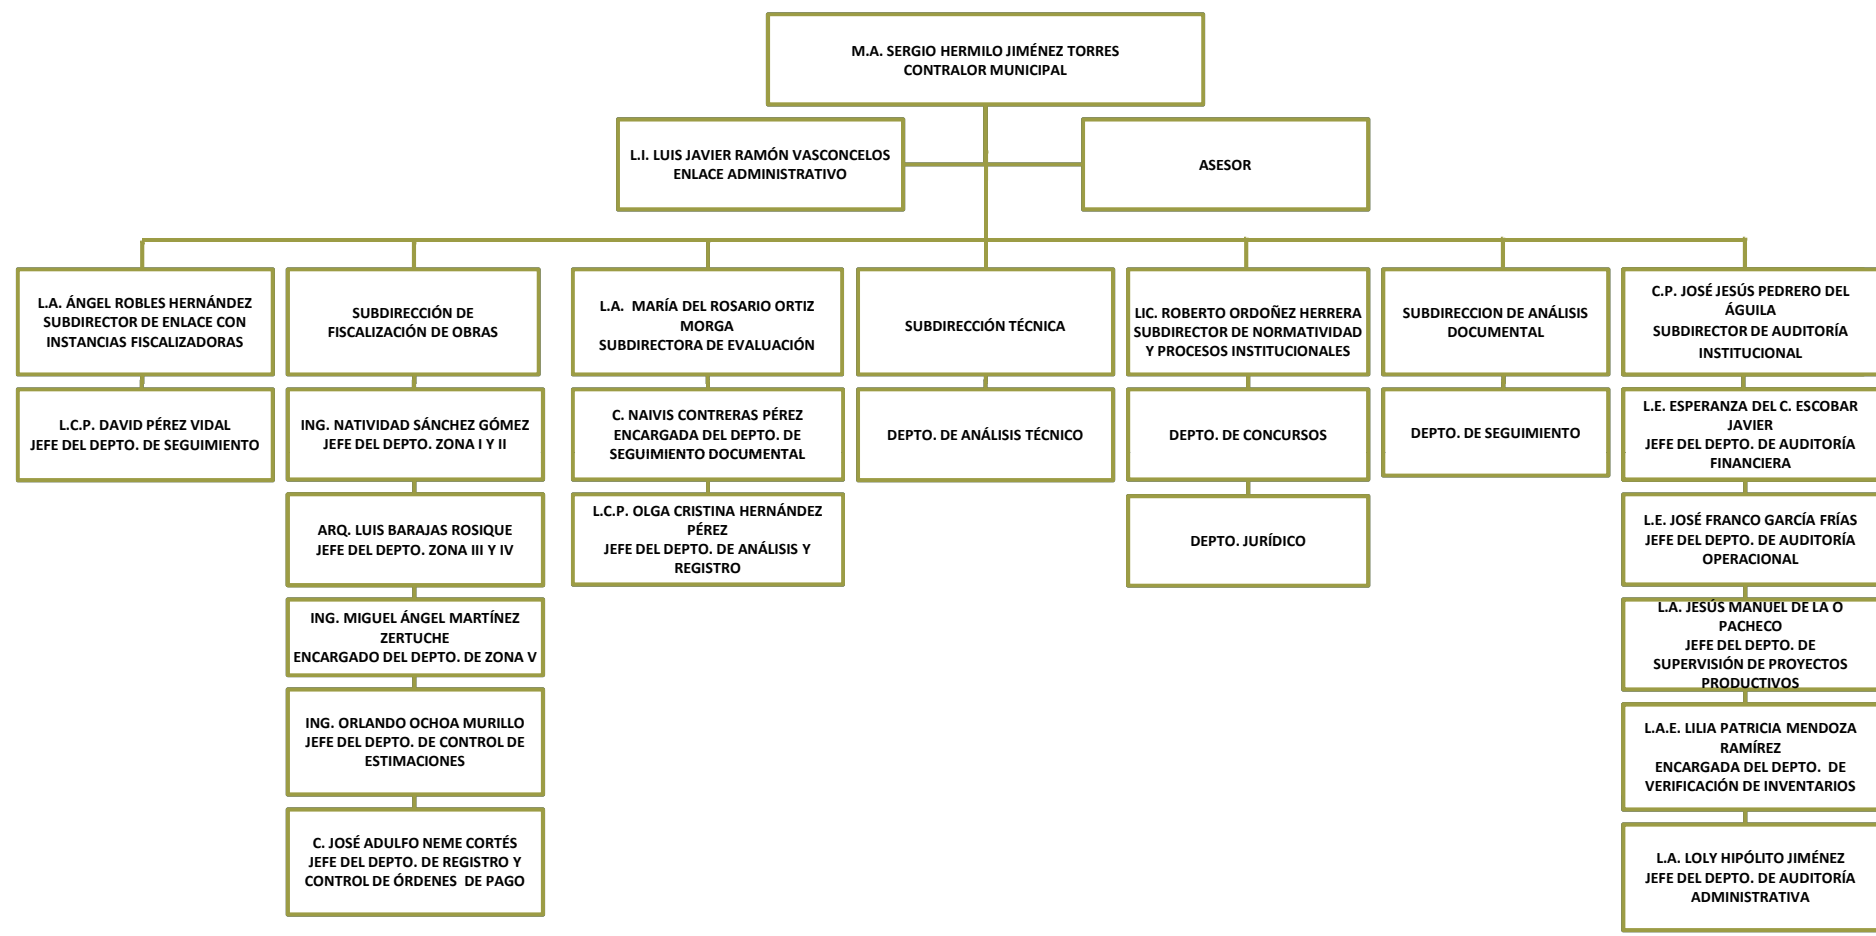 M.A. SERGIO HERMILO JIMÉNEZ TORRES
CONTRALOR MUNICIPAL
L.I. LUIS JAVIER RAMÓN VASCONCELOS
ENLACE ADMINISTRATIVO
ASESOR
L.A. ÁNGEL ROBLES HERNÁNDEZ
SUBDIRECTOR DE ENLACE CON
INSTANCIAS FISCALIZADORAS
SUBDIRECCIÓN DE
FISCALIZACIÓN DE OBRAS
L.A. MARÍA DEL ROSARIO ORTIZ
MORGA
SUBDIRECTORA DE EVALUACIÓN
SUBDIRECCIÓN TÉCNICA
LIC. ROBERTO ORDOÑEZ HERRERA
SUBDIRECTOR DE NORMATIVIDAD
Y PROCESOS INSTITUCIONALES
SUBDIRECCION DE ANÁLISIS
DOCUMENTAL
C.P. JOSÉ JESÚS PEDRERO DEL
ÁGUILA
SUBDIRECTOR DE AUDITORÍA
INSTITUCIONAL
L.C.P. DAVID PÉREZ VIDAL
JEFE DEL DEPTO. DE SEGUIMIENTO
ING. NATIVIDAD SÁNCHEZ GÓMEZ
JEFE DEL DEPTO. ZONA I Y II
C. NAIVIS CONTRERAS PÉREZ
ENCARGADA DEL DEPTO. DE
SEGUIMIENTO DOCUMENTAL
DEPTO. DE ANÁLISIS TÉCNICO
DEPTO. DE CONCURSOS
DEPTO. DE SEGUIMIENTO
L.E. ESPERANZA DEL C. ESCOBAR
JAVIER
JEFE DEL DEPTO. DE AUDITORÍA
FINANCIERA
ARQ. LUIS BARAJAS ROSIQUE
JEFE DEL DEPTO. ZONA III Y IV
L.C.P. OLGA CRISTINA HERNÁNDEZ
PÉREZ
JEFE DEL DEPTO. DE ANÁLISIS Y
REGISTRO
DEPTO. JURÍDICO
L.E. JOSÉ FRANCO GARCÍA FRÍAS
JEFE DEL DEPTO. DE AUDITORÍA
OPERACIONAL
ING. MIGUEL ÁNGEL MARTÍNEZ
ZERTUCHE
ENCARGADO DEL DEPTO. DE ZONA V
L.A. JESÚS MANUEL DE LA O
PACHECO
JEFE DEL DEPTO. DE
SUPERVISIÓN DE PROYECTOS
PRODUCTIVOS
ING. ORLANDO OCHOA MURILLO
JEFE DEL DEPTO. DE CONTROL DE
ESTIMACIONES
L.A.E. LILIA PATRICIA MENDOZA
RAMÍREZ
ENCARGADA DEL DEPTO. DE
VERIFICACIÓN DE INVENTARIOS
C. JOSÉ ADULFO NEME CORTÉS
JEFE DEL DEPTO. DE REGISTRO Y
CONTROL DE ÓRDENES DE PAGO
L.A. LOLY HIPÓLITO JIMÉNEZ
JEFE DEL DEPTO. DE AUDITORÍA
ADMINISTRATIVA